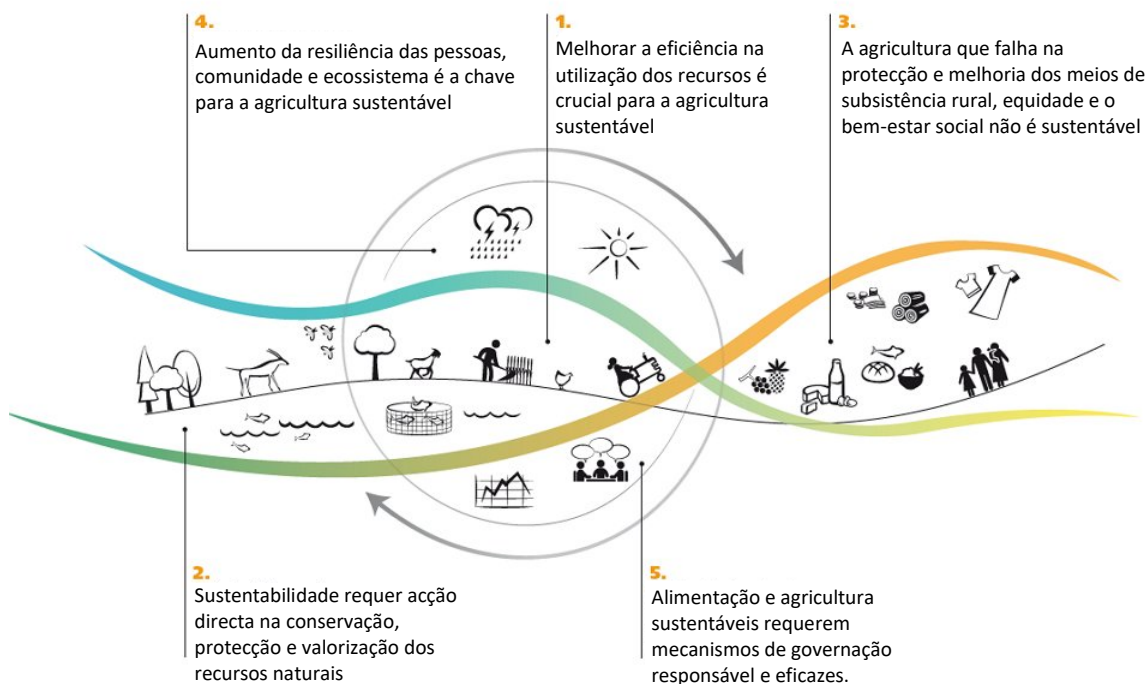 4.
Aumento da resiliência das pessoas,
comunidade e ecossistema é a chave
para a agricultura sustentável
1.
Melhorar a eficiência na
utilização dos recursos é
crucial para a agricultura
sustentável
3.
A agricultura que falha na
protecção e melhoria dos meios de
subsistência rural, equidade e o
bem-estar social não é sustentável
2.
Sustentabilidade requer acção
directa na conservação,
protecção e valorização dos
recursos naturais
5.
Alimentação e agricultura
sustentáveis requerem
mecanismos de governação
responsável e eficazes.